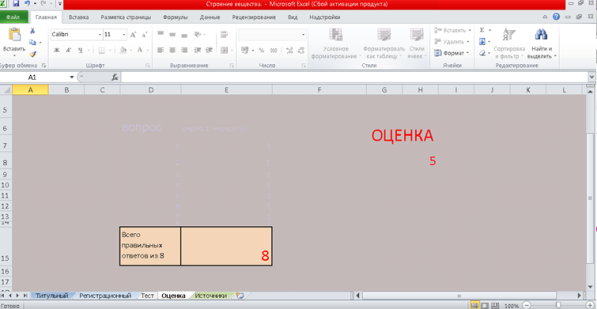 Строение вещества. - Microsoft Excel (Сбой активации продукта)
Файл Главная Вставка Разметка страницы Формулы Данные Рецензирование Вид Надстройки
Вставить
Calibri 11
Ж К Ч
Условное форматирование
Форматировать как таблицу
Стили ячеек
Вставить
Удалить
Формат
Сортировка и фильтр
Найти и выделить
Буфер обмена Шрифт Выравнивание Число Стили Ячейки Редактирование
A1 fx
A B C D E F G H I J K L
5
6 вопрос
ОЦЕНКА
7
8 5
9
10
11
12
13
14
Всего
правильных
15 ответов из 8 8
16
17
Титульный Регистрационный Тест Оценка Источники
Готово 100%